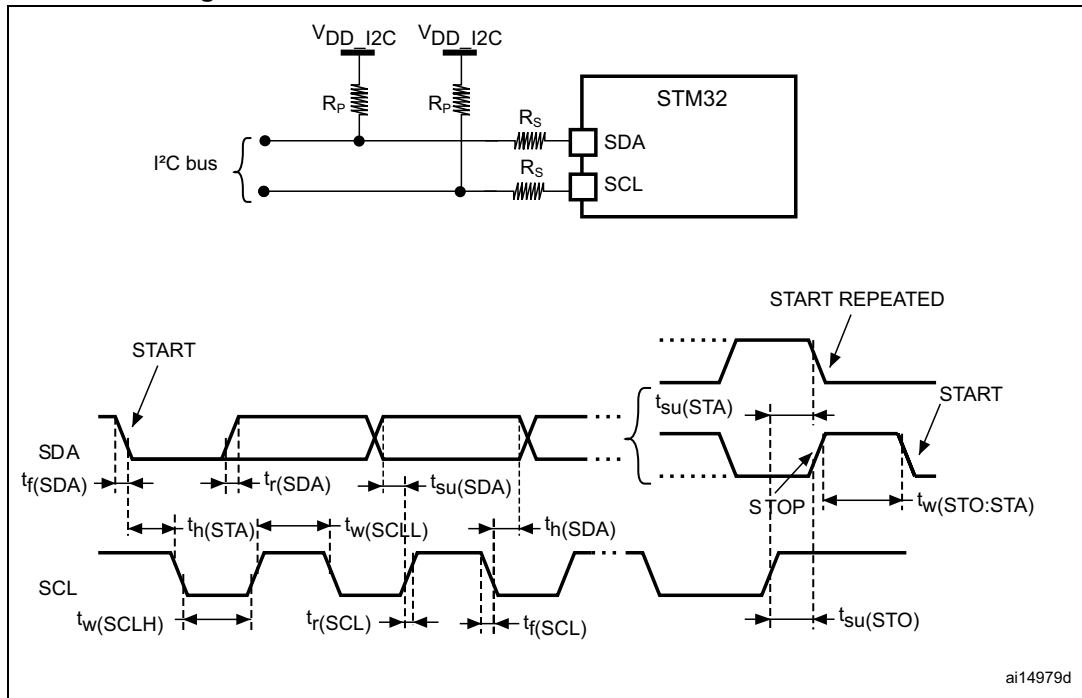 VDD_I2C VDD_I2C
RP RP
STM32
RS
SDA
I²C bus
RS
SCL
START REPEATED
START
tsu(STA)
START
SDA
tf(SDA) tr(SDA) tsu(SDA)
STOP
tw(STO:STA)
th(STA) tw(SCLL) th(SDA)
SCL
tw(SCLH) tr(SCL) tf(SCL) tsu(STO)
ai14979d